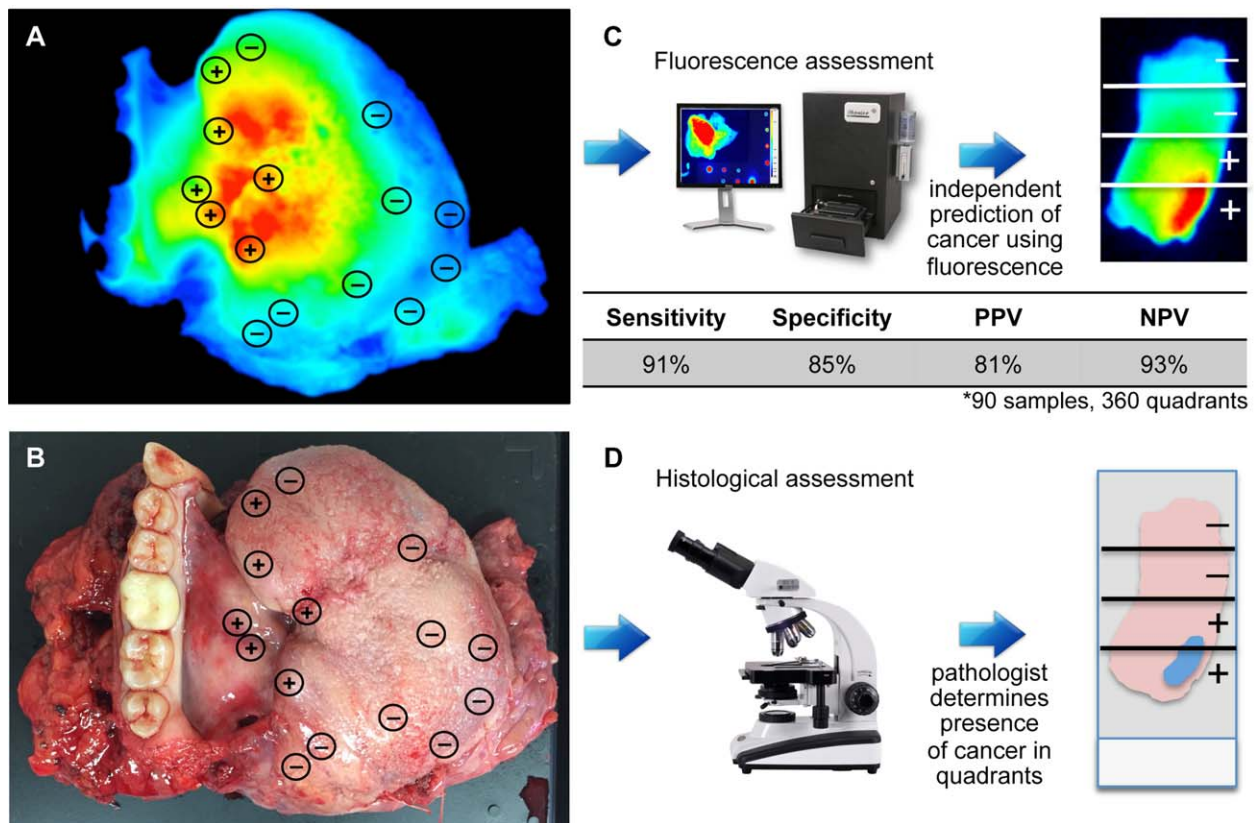 A
+
−
+
−
+
+
+
−
+
−
+
−
−
−
−
−
B
−
+
−
+
+
+
+
−
−
+
−
−
−
−
−
C
Fluorescence assessment
independent
prediction of
cancer using
fluorescence
−
−
+
+
Sensitivity Specificity PPV NPV
91% 85% 81% 93%
*90 samples, 360 quadrants
D
Histological assessment
pathologist
determines
presence
of cancer in
quadrants
−
−
+
+